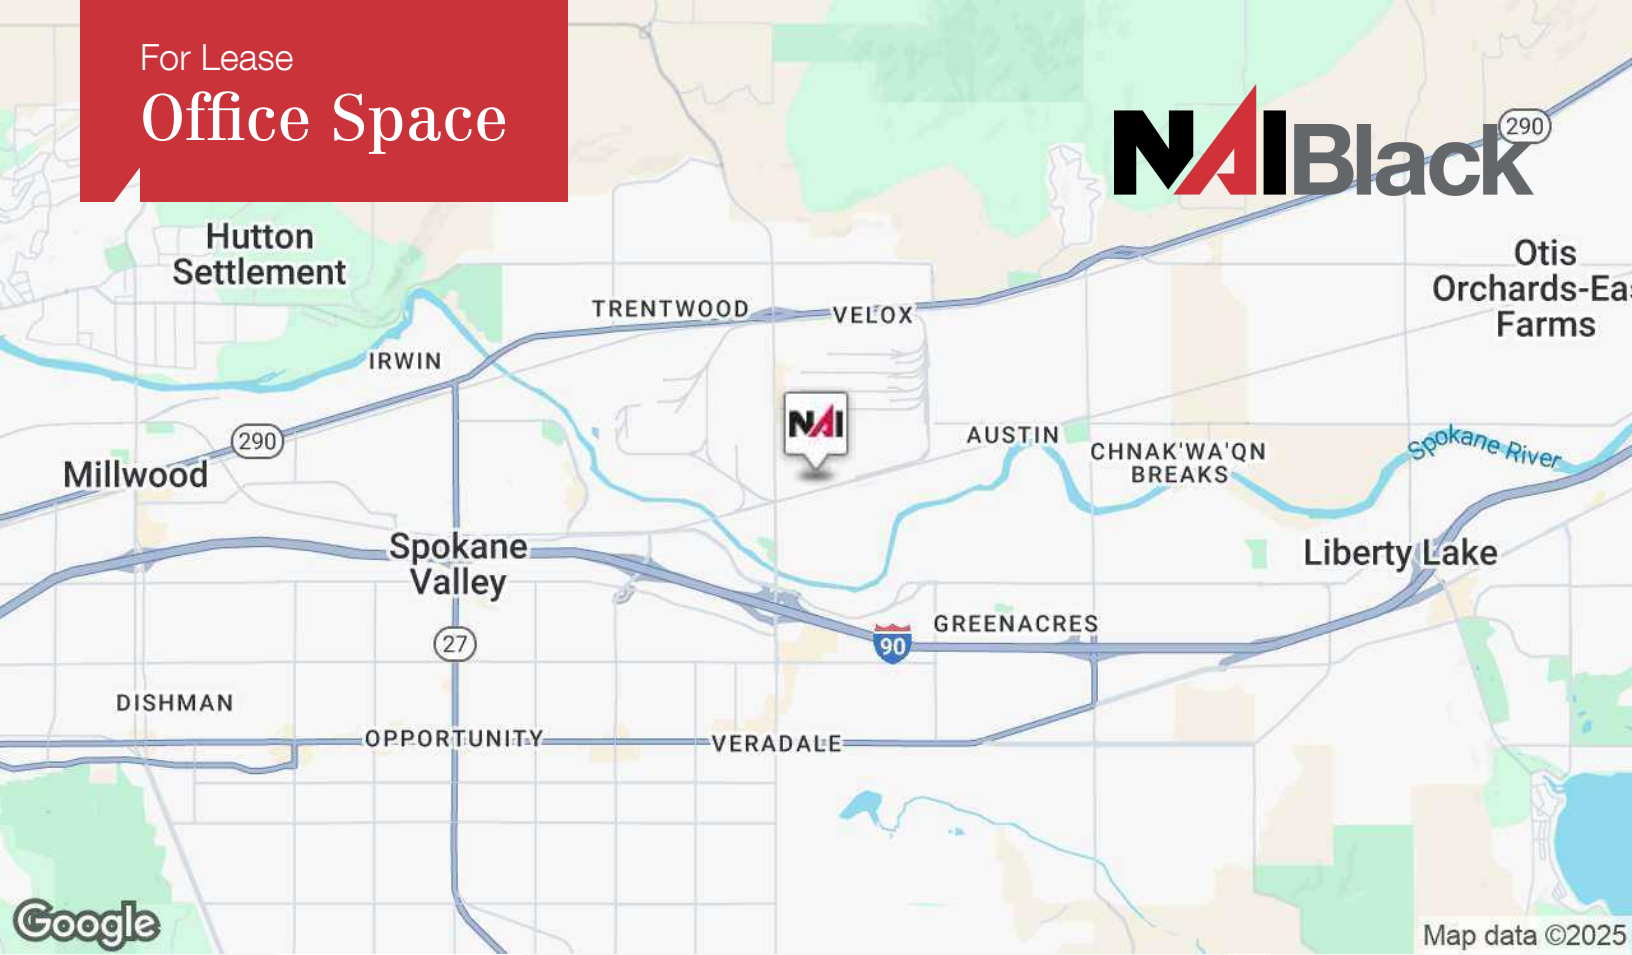 For Lease
Office Space
NAIBlack
290
Hutton
Settlement
Otis
Orchards-Eas
Farms
TRENTWOOD
VELOX
IRWIN
NAI
290
AUSTIN
CHNAK'WA'QN
BREAKS
Spokane River
Millwood
Spokane
Valley
Liberty Lake
GREENACRES
90
27
DISHMAN
OPPORTUNITY
VERADALE
Google
Map data ©2025